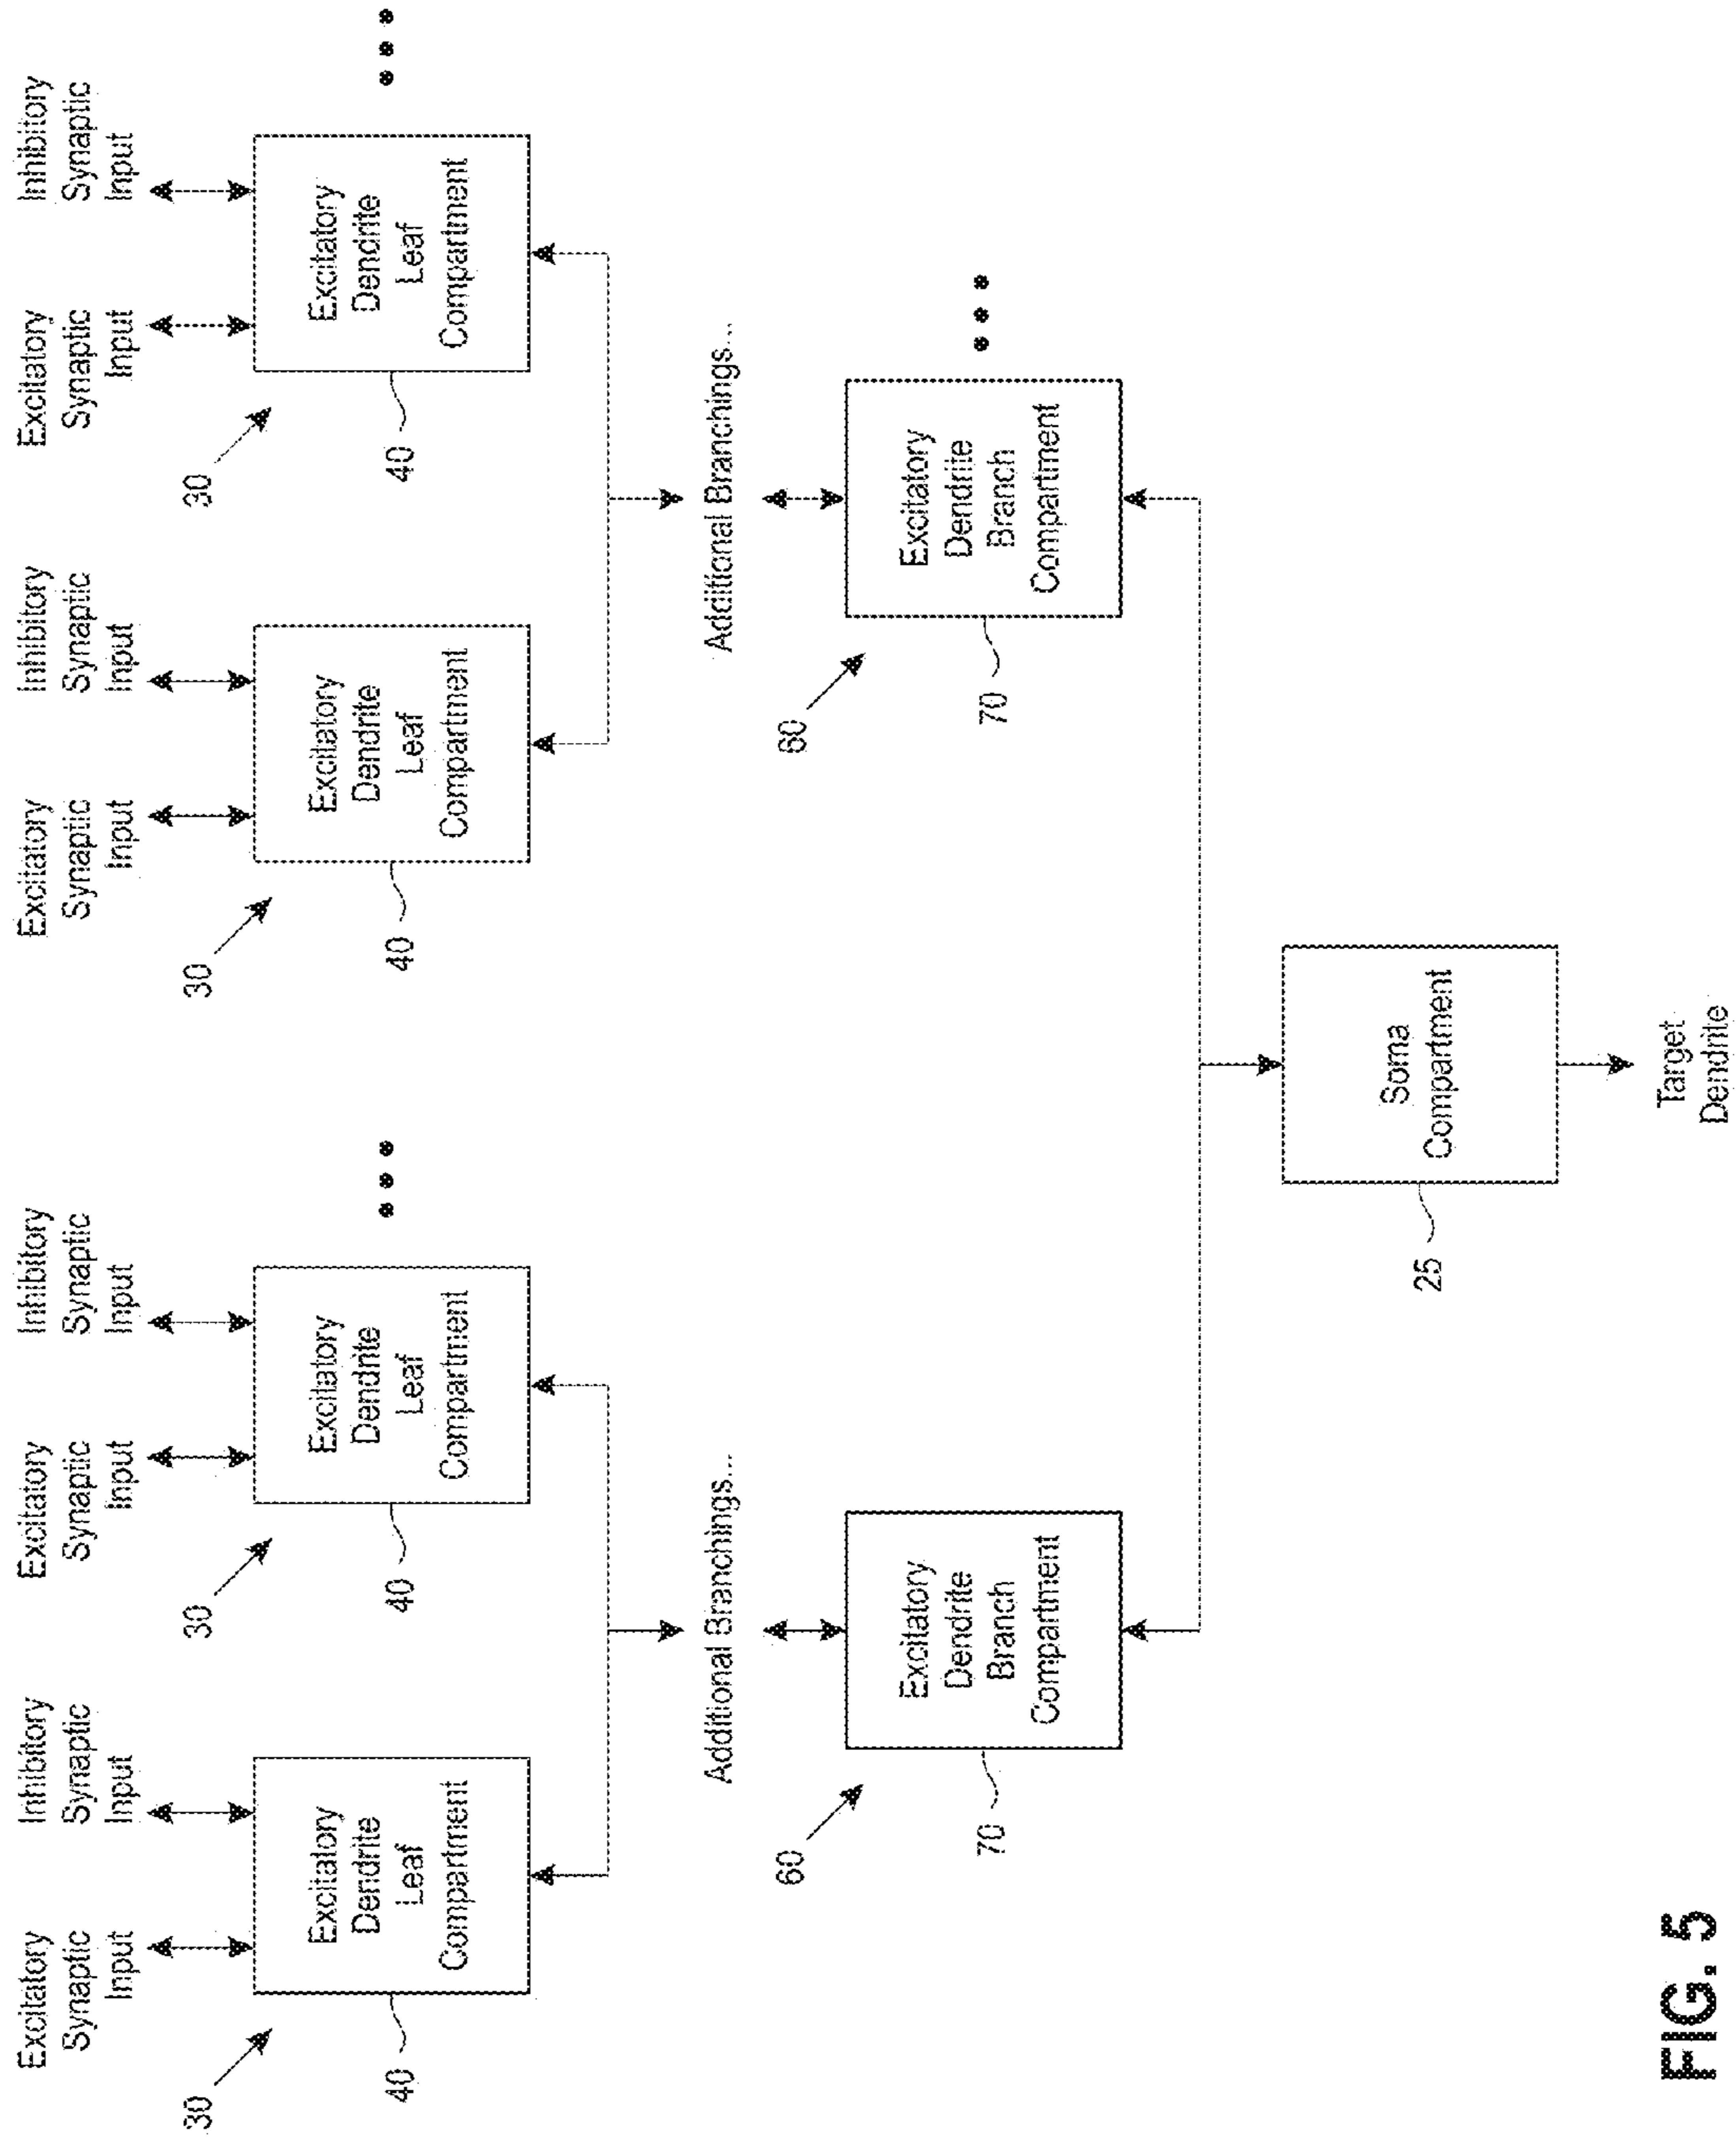 Excitatory
Synaptic
Input
Inhibitory
Synaptic
Input
Excitatory
Synaptic
Input
Inhibitory
Synaptic
Input
Excitatory
Synaptic
Input
Inhibitory
Synaptic
Input
Excitatory
Synaptic
Input
Inhibitory
Synaptic
Input
30
30
30
30
Excitatory
Dendrite
Leaf
Compartment
Excitatory
Dendrite
Leaf
Compartment
Excitatory
Dendrite
Leaf
Compartment
Excitatory
Dendrite
Leaf
Compartment
40
40
40
40
Additional Branchings...
Additional Branchings...
60
60
Excitatory
Dendrite
Branch
Compartment
Excitatory
Dendrite
Branch
Compartment
70
70
Soma
Compartment
25
Target
Dendrite
FIG. 5